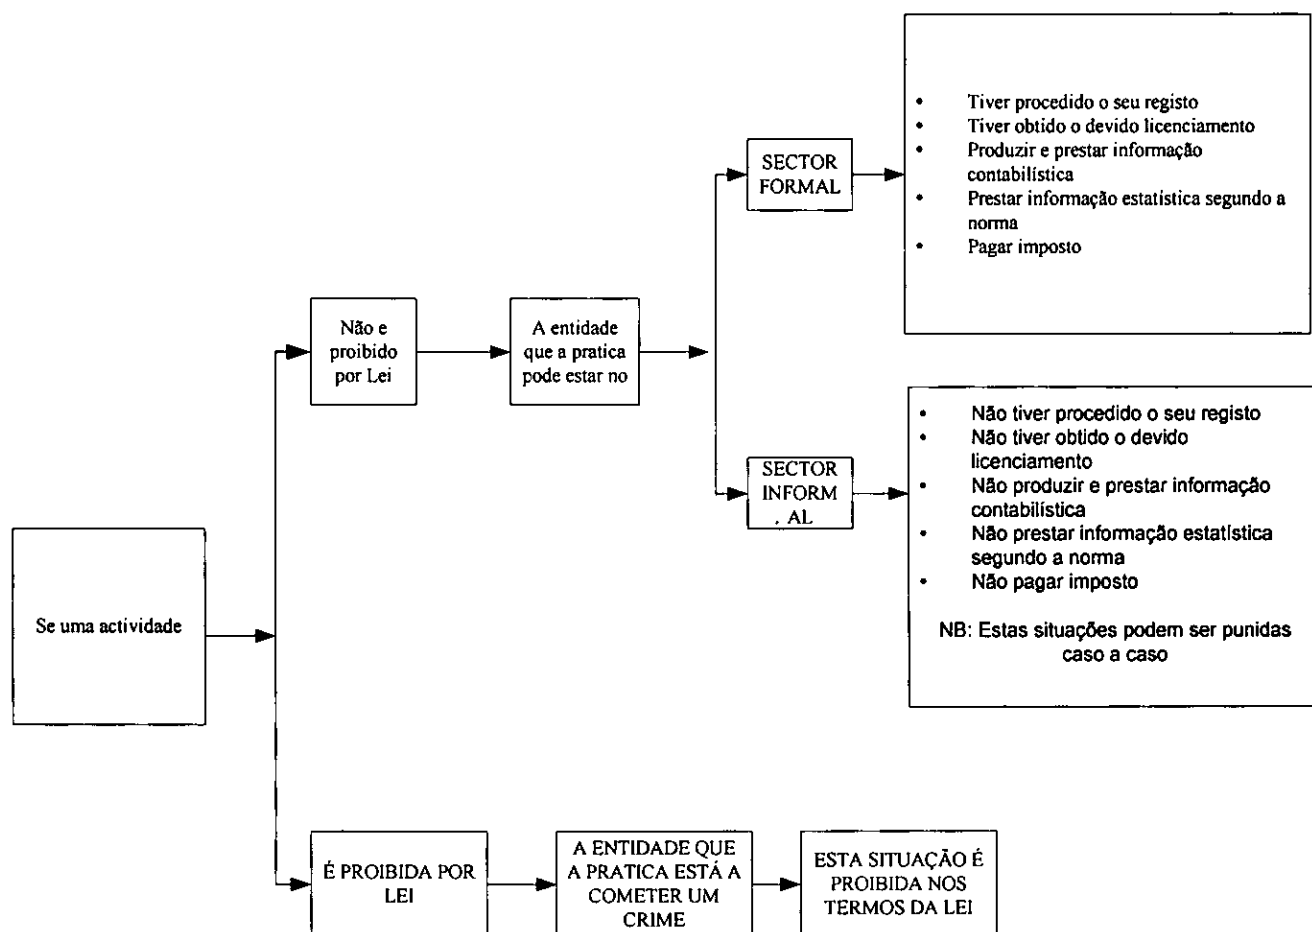 Se uma actividade
Não e
proibido
por Lei
A entidade
que a pratica
pode estar no
SECTOR
FORMAL
• Tiver procedido o seu registo
• Tiver obtido o devido licenciamento
• Produzir e prestar informação
contabilística
• Prestar informação estatística segundo a
norma
• Pagar imposto
SECTOR
INFORM
. AL
• Não tiver procedido o seu registo
• Não tiver obtido o devido
licenciamento
• Não produzir e prestar informação
contabilística
• Não prestar informação estatística
segundo a norma
• Não pagar imposto
NB: Estas situações podem ser punidas
caso a caso
É PROIBIDA POR
LEI
A ENTIDADE QUE
A PRATICA ESTÁ A
COMETER UM
CRIME
ESTA SITUAÇÃO É
PROIBIDA NOS
TERMOS DA LEI